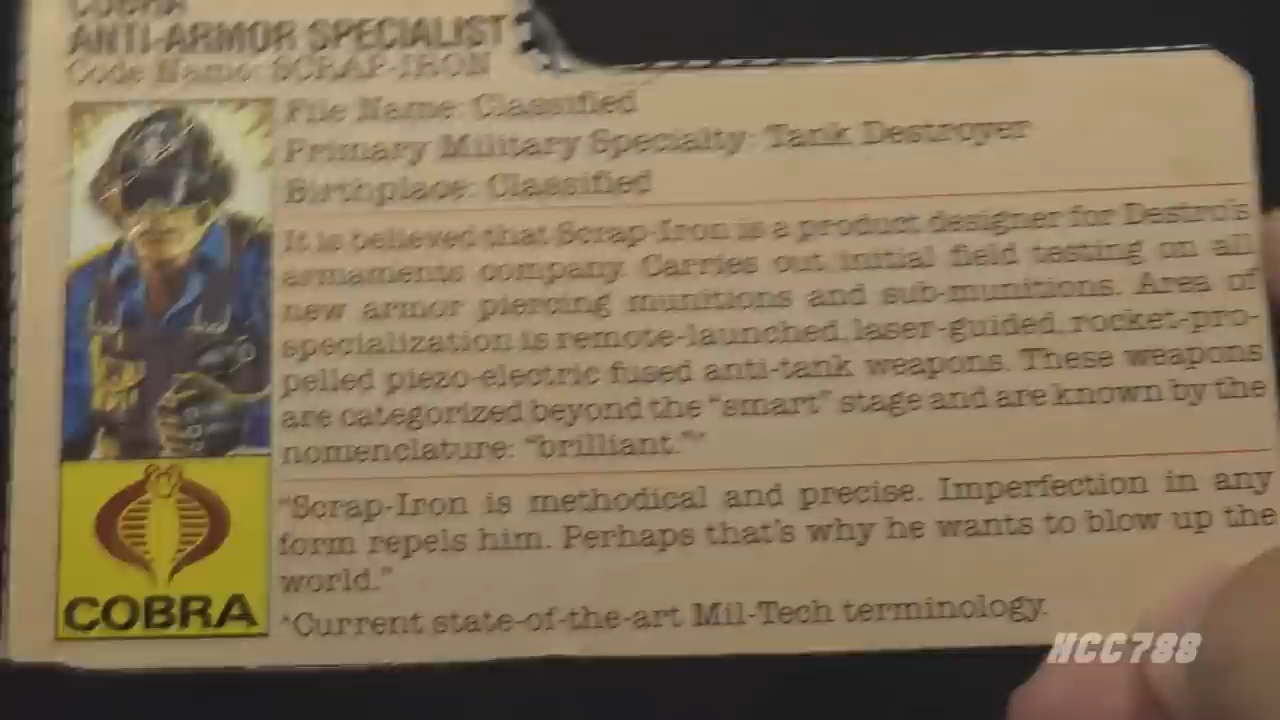 COBRA
ANTI-ARMOR SPECIALIST
Code Name: SCRAP-IRON
File Name: Classified
Primary Military Specialty: Tank Destroyer
Birthplace: Classified
It is believed that Scrap-Iron is a product designer for Destro's
armaments company. Carries out initial field testing on all
new armor piercing munitions and sub-munitions. Area of
specialization is remote-launched, laser-guided, rocket-pro-
pelled piezo-electric fused anti-tank weapons. These weapons
are categorized beyond the "smart" stage and are known by the
nomenclature: "brilliant."*
"Scrap-Iron is methodical and precise. Imperfection in any
form repels him. Perhaps that's why he wants to blow up the
world."
*Current state-of-the-art Mil-Tech terminology.
COBRA
HCC788